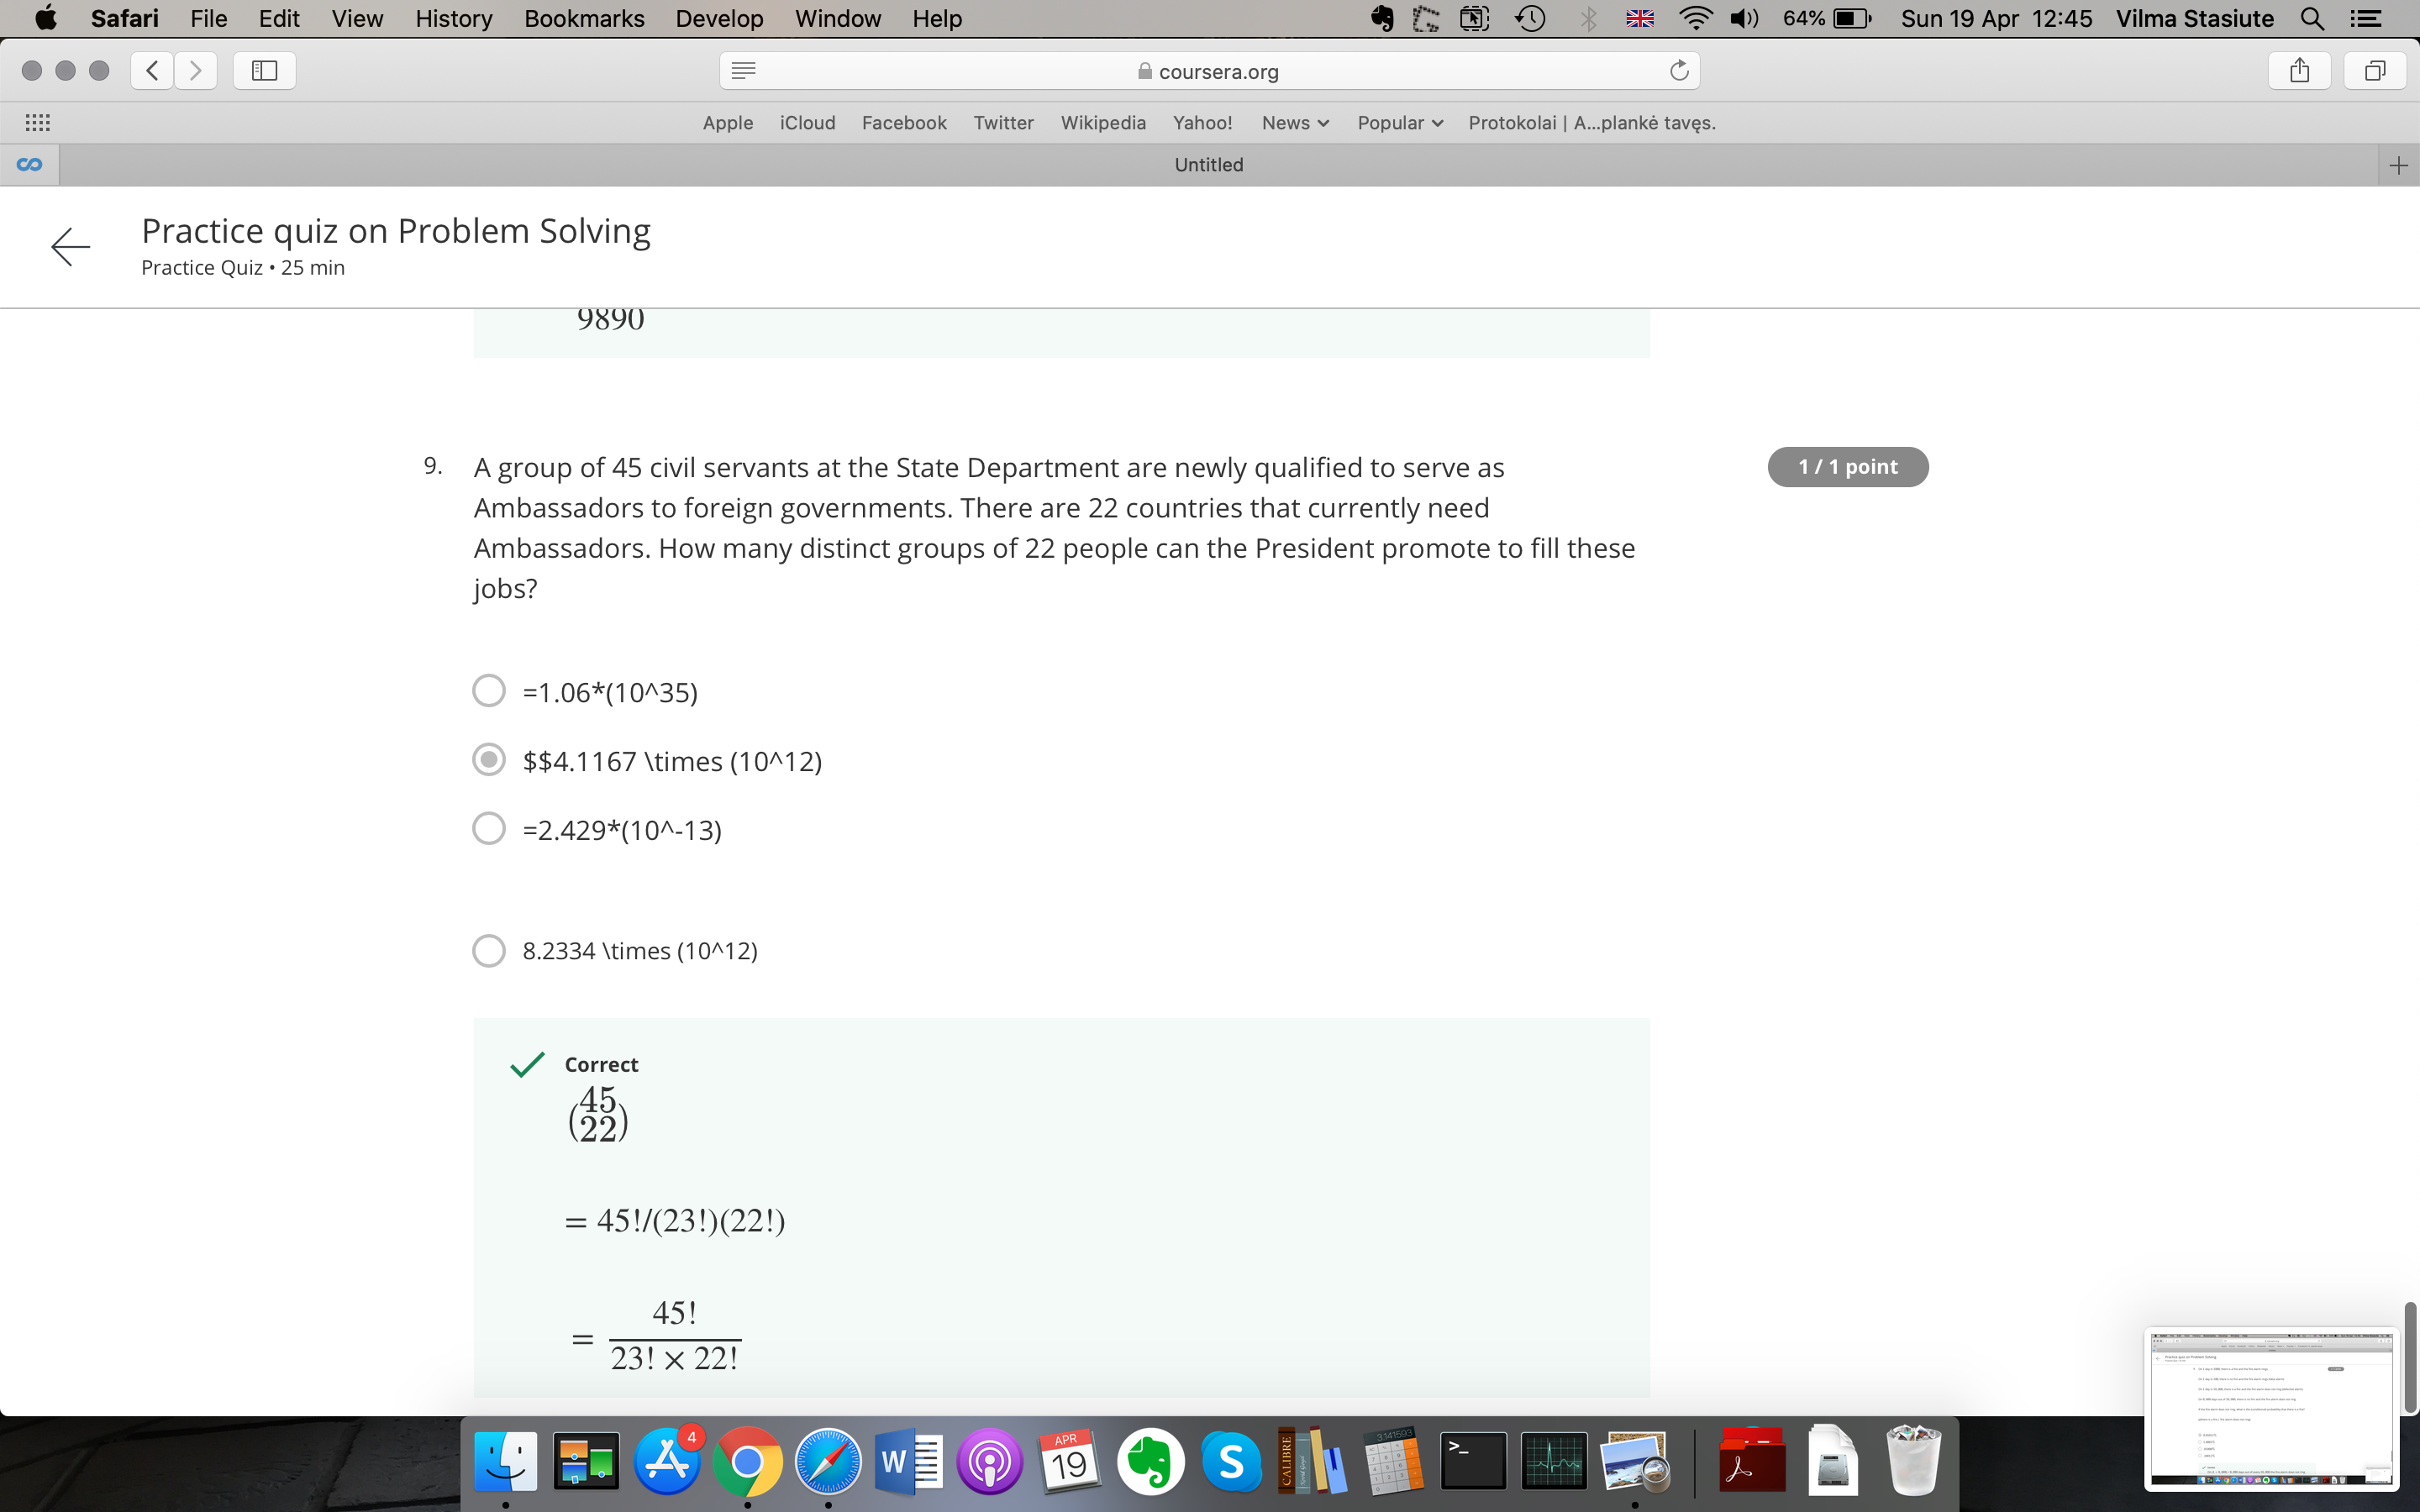 Safari File Edit View History Bookmarks Develop Window Help 64% Sun 19 Apr 12:45 Vilma Stasiute
coursera.org
Apple iCloud Facebook Twitter Wikipedia Yahoo! News Popular Protokolai | A...plankė tavęs.
Untitled
Practice quiz on Problem Solving
Practice Quiz • 25 min
9890
9. A group of 45 civil servants at the State Department are newly qualified to serve as
Ambassadors to foreign governments. There are 22 countries that currently need
Ambassadors. How many distinct groups of 22 people can the President promote to fill these
jobs?
1 / 1 point
=1.06*(10^35)
$$4.1167 \times (10^12)
=2.429*(10^-13)
8.2334 \times (10^12)
Correct
(45
22)
= 45!/(23!)(22!)
= 45!
23! × 22!
4
W
APR
19
S
CALIBRE
3.141593
>_